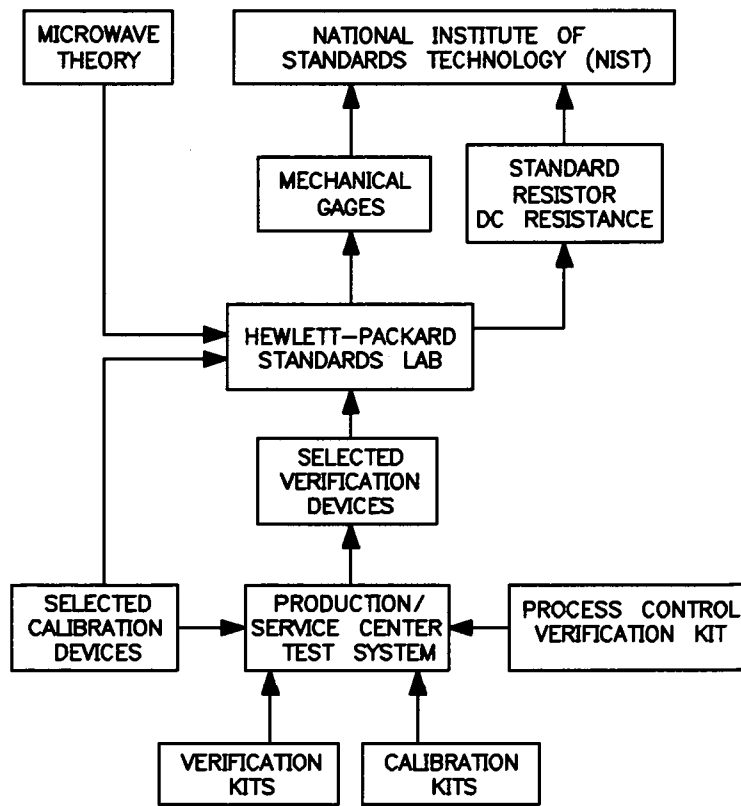 MICROWAVE
THEORY
NATIONAL INSTITUTE OF
STANDARDS TECHNOLOGY (NIST)
MECHANICAL
GAGES
STANDARD
RESISTOR
DC RESISTANCE
HEWLETT-PACKARD
STANDARDS LAB
SELECTED
VERIFICATION
DEVICES
SELECTED
CALIBRATION
DEVICES
PRODUCTION/
SERVICE CENTER
TEST SYSTEM
PROCESS CONTROL
VERIFICATION KIT
VERIFICATION
KITS
CALIBRATION
KITS